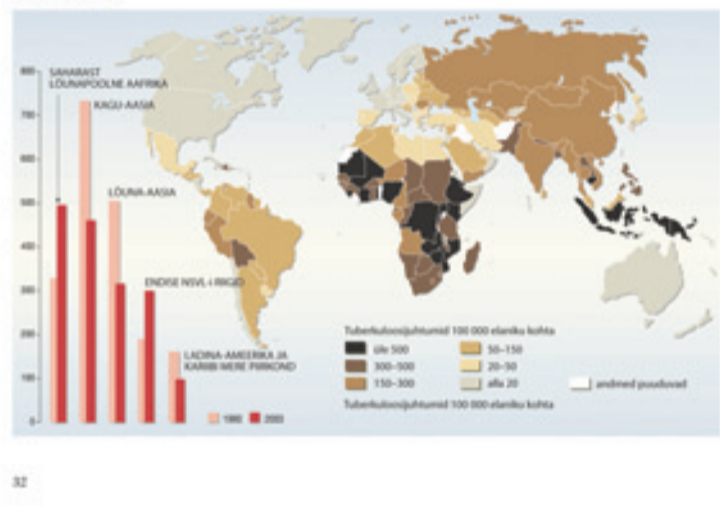 SAHARAST
LÕUNAPOOLNE AAFRIKA
KAGU-AASIA
LÕUNA-AASIA
ENDISE NSVL-i RIIGID
LADINA-AMEERIKA JA
KARIIBI MERE PIIRKOND
800
700
600
500
400
300
200
100
0
1990
2003
Tuberkuloosijuhtumid 100 000 elaniku kohta
üle 500
300–500
150–300
50–150
20–50
alla 20
andmed puuduvad
Tuberkuloosijuhtumid 100 000 elaniku kohta
32